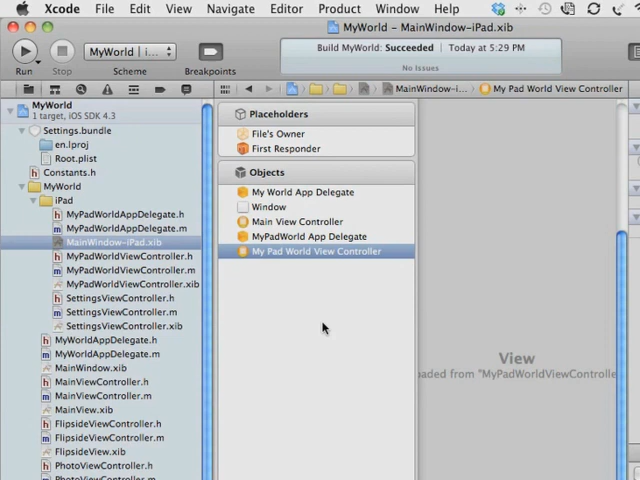 Xcode File Edit View Navigate Editor Product Window Help
MyWorld – MainWindow-iPad.xib
Run Stop
MyWorld | i...
Scheme
Breakpoints
Build MyWorld: Succeeded | Today at 5:29 PM
No Issues
MainWindow-i... My Pad World View Controller
MyWorld
1 target, iOS SDK 4.3
Settings.bundle
en.lproj
Root.plist
Constants.h
MyWorld
iPad
MyPadWorldAppDelegate.h
MyPadWorldAppDelegate.m
MainWindow-iPad.xib
MyPadWorldViewController.h
MyPadWorldViewController.m
MyPadWorldViewController.xib
SettingsViewController.h
SettingsViewController.m
SettingsViewController.xib
MyWorldAppDelegate.h
MyWorldAppDelegate.m
MainWindow.xib
MainViewController.h
MainViewController.m
MainView.xib
FlipsideViewController.h
FlipsideViewController.m
FlipsideView.xib
PhotoViewController.h
PhotoViewController.m
Placeholders
File's Owner
First Responder
Objects
My World App Delegate
Window
Main View Controller
MyPadWorld App Delegate
My Pad World View Controller
View
oaded from "MyPadWorldViewControlle